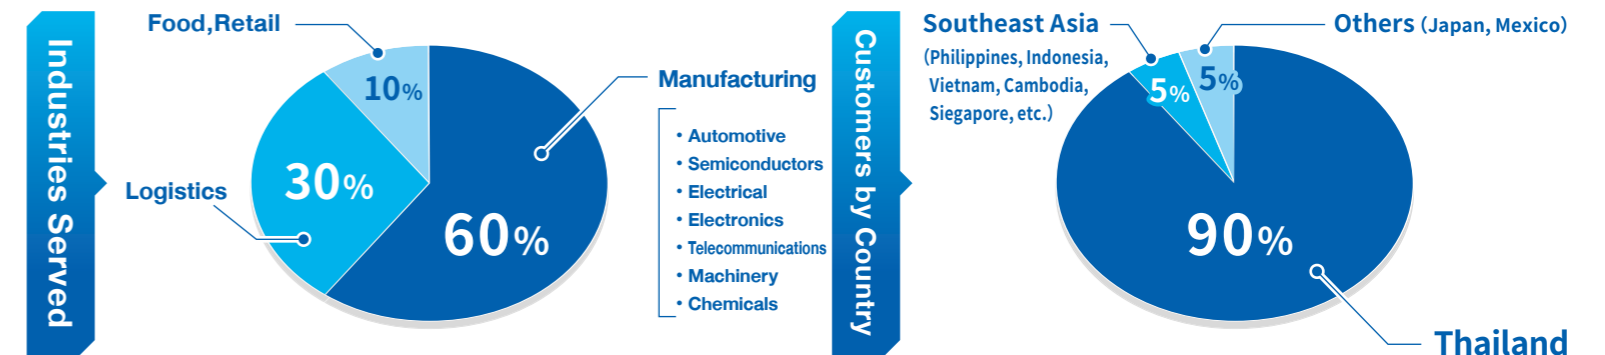 Industries Served
Food,Retail
10%
30%
Logistics
60%
Manufacturing
• Automotive
• Semiconductors
• Electrical
• Electronics
• Telecommunications
• Machinery
• Chemicals
Customers by Country
Southeast Asia
(Philippines, Indonesia,
Vietnam, Cambodia,
Siegapore, etc.)
5%
5%
Others (Japan, Mexico)
90%
Thailand